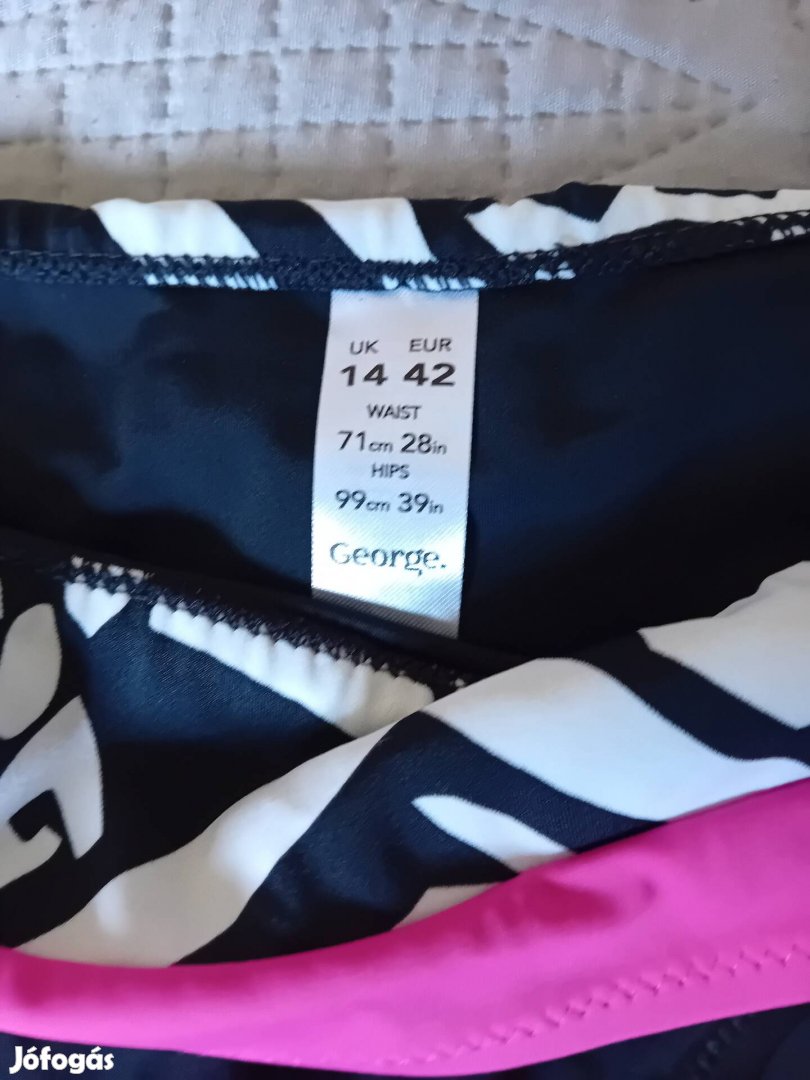 UK EUR
14 42
WAIST
71cm 28in
HIPS
99cm 39in
George.
Jófogás